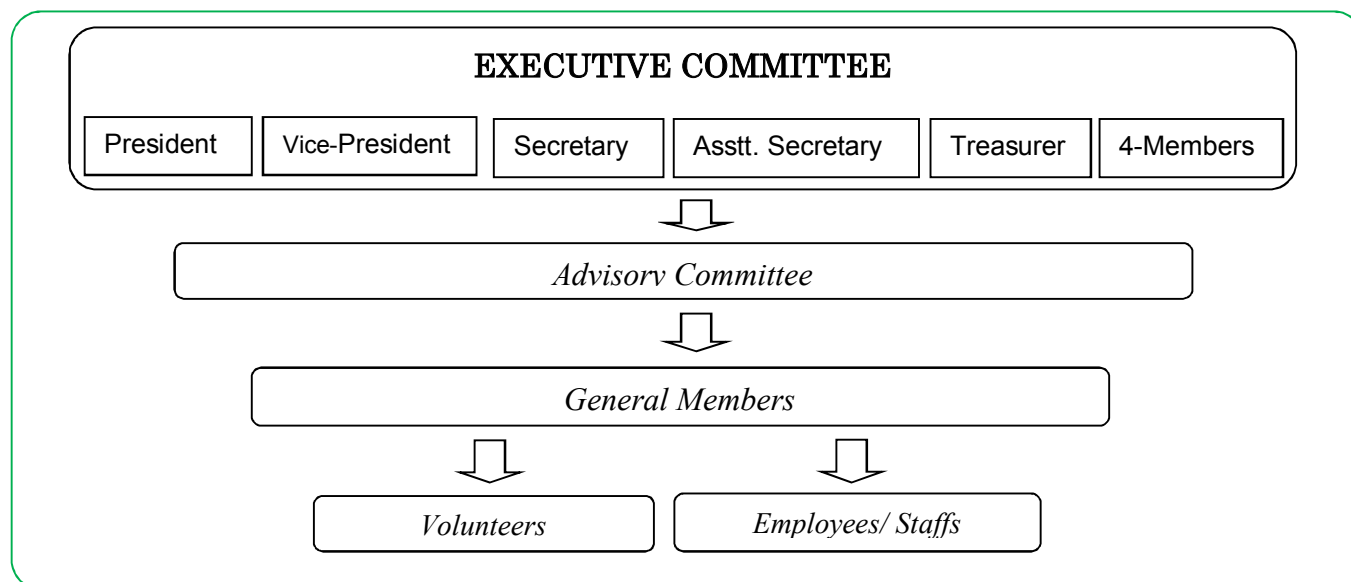 EXECUTIVE COMMITTEE
President Vice-President Secretary Asstt. Secretary Treasurer 4-Members
Advisory Committee
General Members
Volunteers Employees/ Staffs